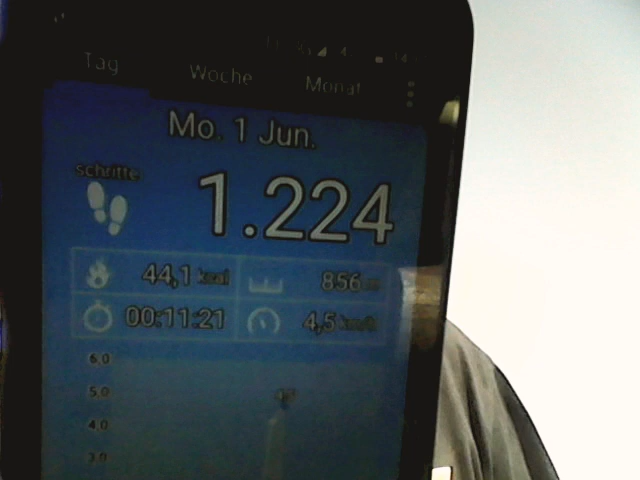 Tag Woche Monat
Mo. 1 Jun.
schritte
1.224
44,1 kcal 856
00:11:21 4,5 km/h
6,0
5,0
4,0
3,0